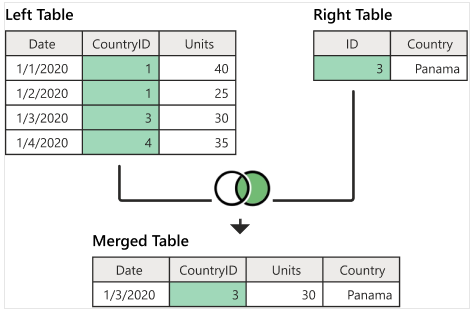 Left Table
Date CountryID Units
1/1/2020 1 40
1/2/2020 1 25
1/3/2020 3 30
1/4/2020 4 35
Right Table
ID Country
3 Panama
Merged Table
Date CountryID Units Country
1/3/2020 3 30 Panama